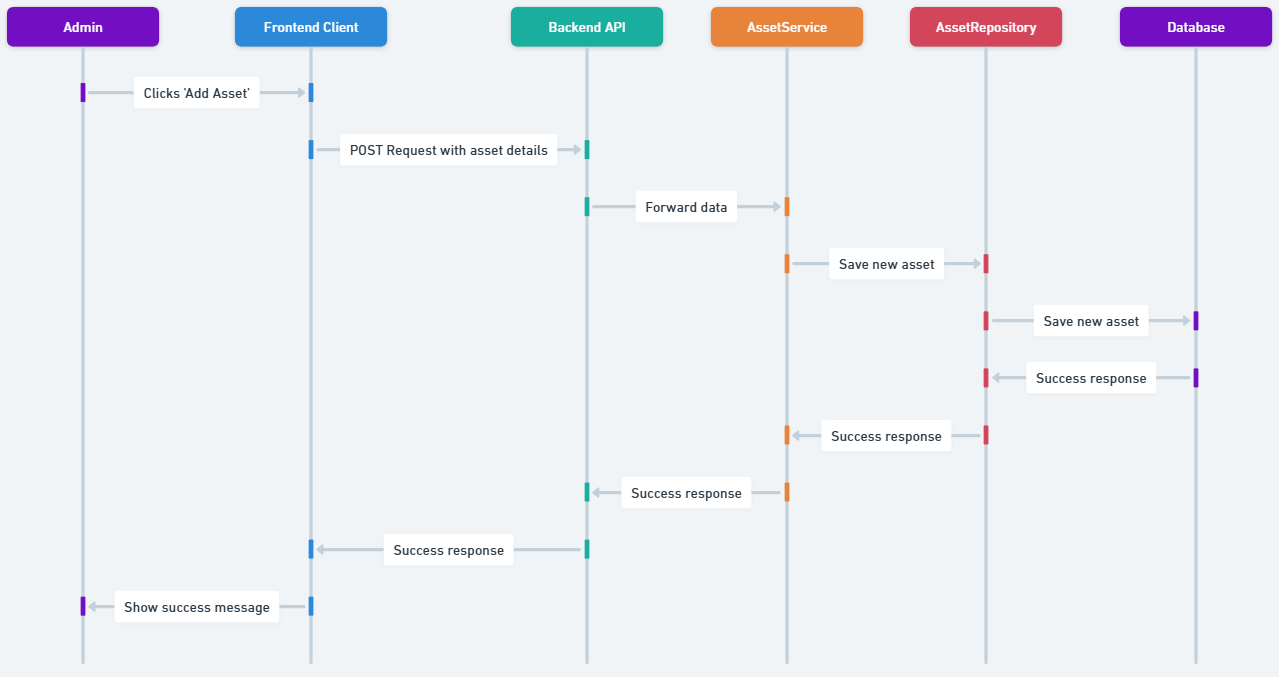 Admin
Frontend Client
Backend API
AssetService
AssetRepository
Database
Clicks 'Add Asset'
POST Request with asset details
Forward data
Save new asset
Save new asset
Success response
Success response
Success response
Success response
Show success message